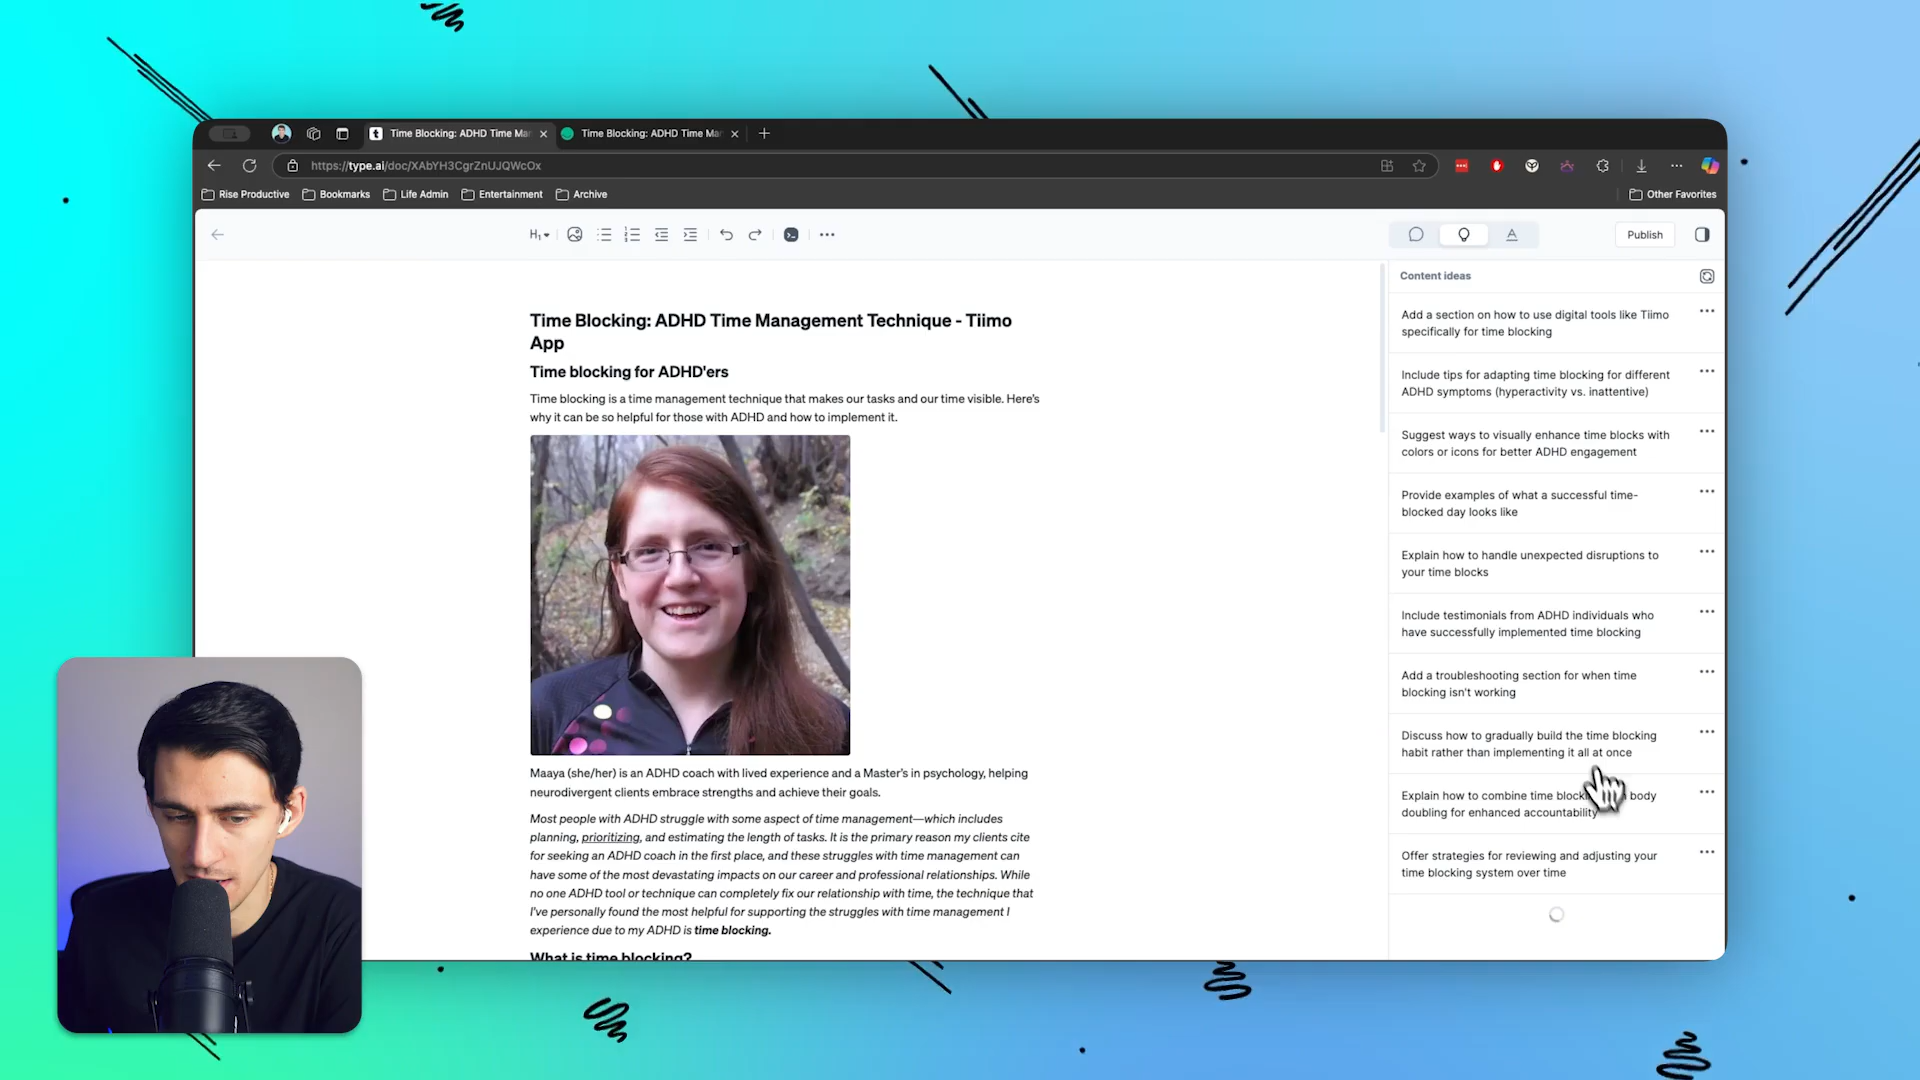 Time Blocking: ADHD Time Ma
Time Blocking: ADHD Time Ma
https://type.ai/doc/XAbYH3CgrZnUJQWcOx
Rise Productive
Bookmarks
Life Admin
Entertainment
Archive
Other Favorites
H1
Publish
Time Blocking: ADHD Time Management Technique - Tiimo
App
Time blocking for ADHD'ers
Time blocking is a time management technique that makes our tasks and our time visible. Here's
why it can be so helpful for those with ADHD and how to implement it.
Maaya (she/her) is an ADHD coach with lived experience and a Master's in psychology, helping
neurodivergent clients embrace strengths and achieve their goals.
Most people with ADHD struggle with some aspect of time management—which includes
planning, prioritizing, and estimating the length of tasks. It is the primary reason my clients cite
for seeking an ADHD coach in the first place, and these struggles with time management can
have some of the most devastating impacts on our career and professional relationships. While
no one ADHD tool or technique can completely fix our relationship with time, the technique that
I've personally found the most helpful for supporting the struggles with time management I
experience due to my ADHD is time blocking.
What is time blocking?
Content ideas
Add a section on how to use digital tools like Tiimo
specifically for time blocking
Include tips for adapting time blocking for different
ADHD symptoms (hyperactivity vs. inattentive)
Suggest ways to visually enhance time blocks with
colors or icons for better ADHD engagement
Provide examples of what a successful time-
blocked day looks like
Explain how to handle unexpected disruptions to
your time blocks
Include testimonials from ADHD individuals who
have successfully implemented time blocking
Add a troubleshooting section for when time
blocking isn't working
Discuss how to gradually build the time blocking
habit rather than implementing it all at once
Explain how to combine time body
doubling for enhanced accountability
Offer strategies for reviewing and adjusting your
time blocking system over time